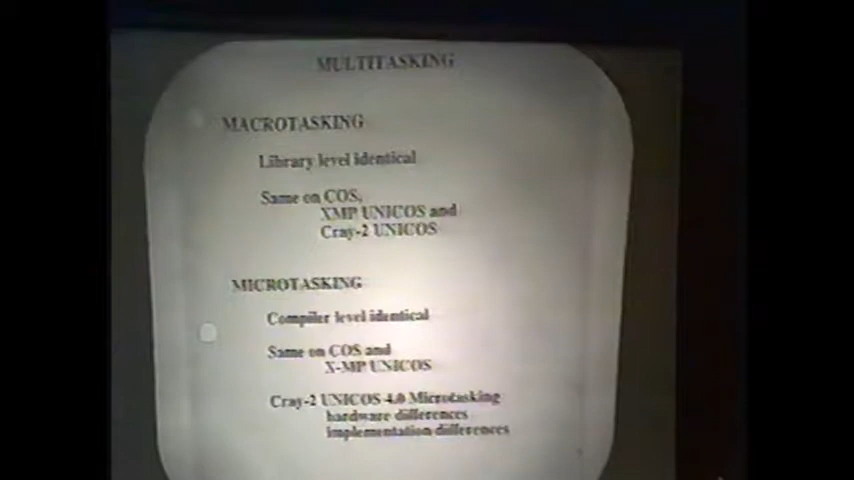 MULTITASKING
MACROTASKING
Library level identical
Same on COS,
XMP UNICOS and
Cray-2 UNICOS
MICROTASKING
Compiler level identical
Same on COS and
X-MP UNICOS
Cray-2 UNICOS 4.0 Microtasking
hardware differences
implementation differences